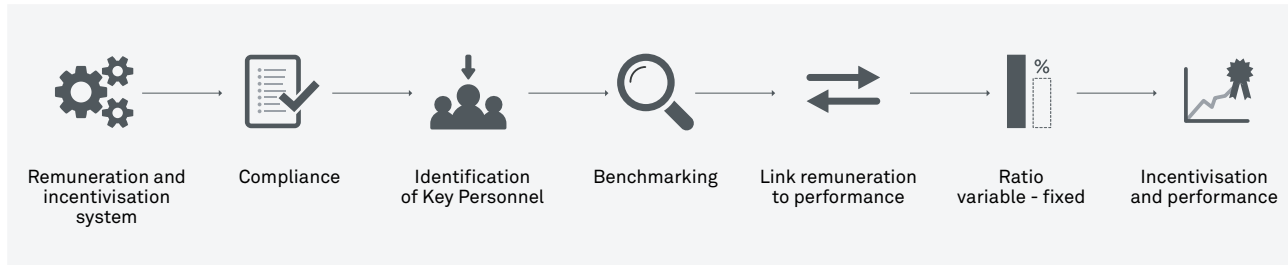 %
Remuneration and
incentivisation
system
Compliance
Identification
of Key Personnel
Benchmarking
Link remuneration
to performance
Ratio
variable - fixed
Incentivisation
and performance